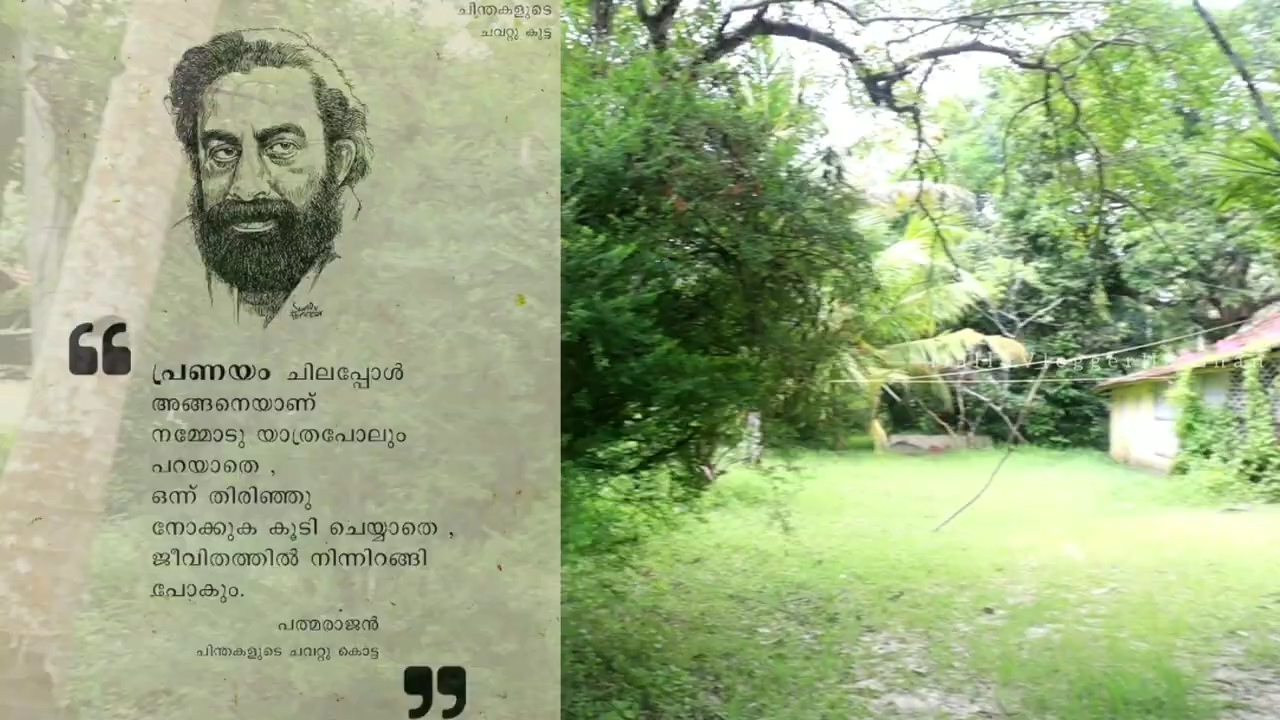 ചിന്തകളുടെ
ചവറ്റു കുട്ട
❝
പ്രണയം ചിലപ്പോൾ
അങ്ങനെയാണ്
നമ്മോടു യാത്രപോലും
പറയാതെ ,
ഒന്ന് തിരിഞ്ഞു
നോക്കുക കൂടി ചെയ്യാതെ ,
ജീവിതത്തിൽ നിന്നിറങ്ങി
പോകും.
പത്മരാജൻ
ചിന്തകളുടെ ചവറ്റു കൊട്ട
❞